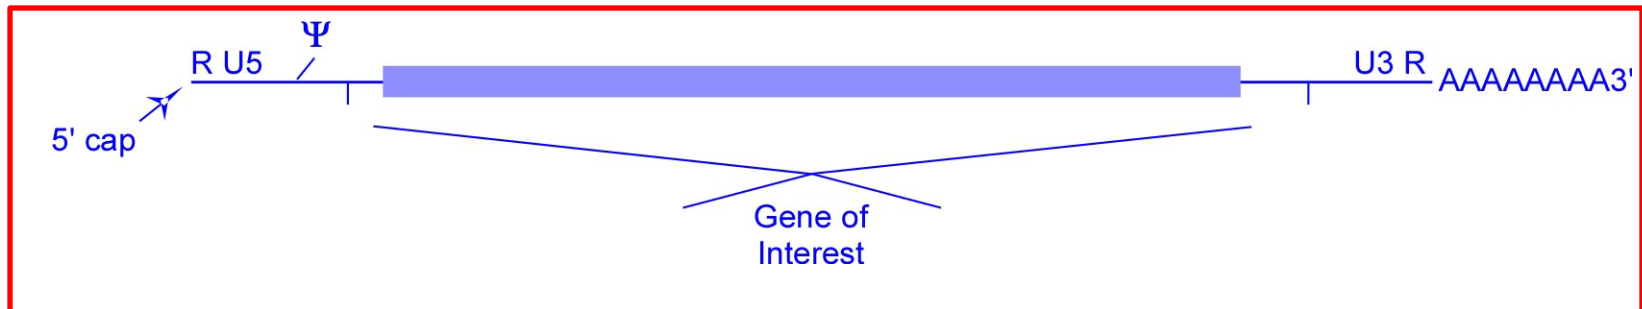 Ψ
R U5
U3 R
AAAAAAAA3'
5' cap
Gene of
Interest